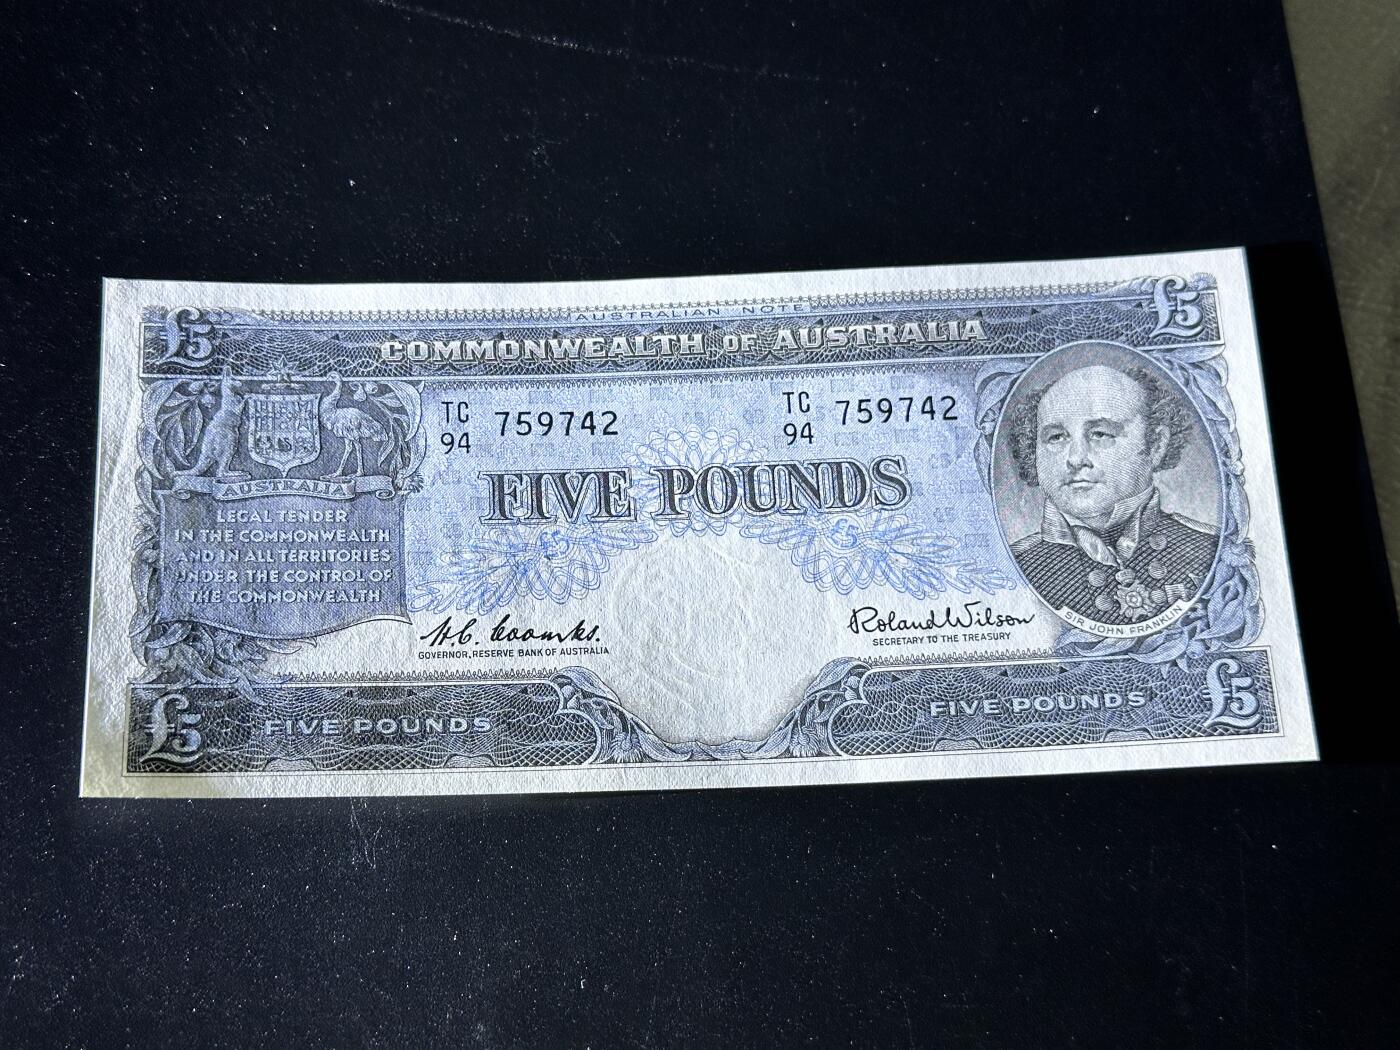 AUSTRALIAN NOTE
£5 COMMONWEALTH OF AUSTRALIA £5
TC 94 759742 TC 94 759742
FIVE POUNDS
£5 £5
AUSTRALIA
LEGAL TENDER
IN THE COMMONWEALTH
AND IN ALL TERRITORIES
UNDER THE CONTROL OF
THE COMMONWEALTH
H.C. Coombs.
GOVERNOR, RESERVE BANK OF AUSTRALIA
Roland Wilson
SECRETARY TO THE TREASURY
SIR JOHN FRANKLIN
£5 FIVE POUNDS FIVE POUNDS £5